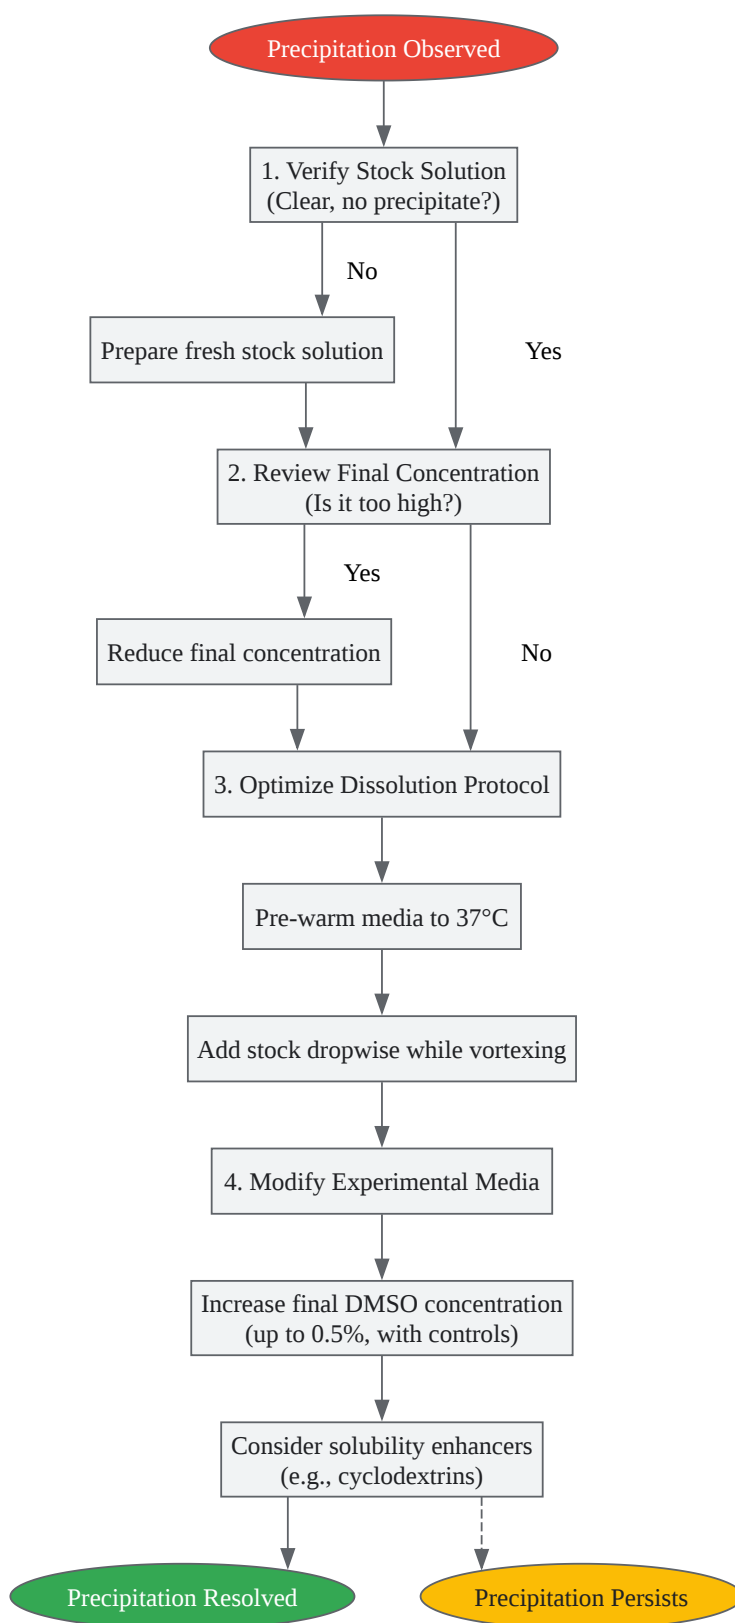 Precipitation Observed
1. Verify Stock Solution
(Clear, no precipitate?)
No
Prepare fresh stock solution
Yes
2. Review Final Concentration
(Is it too high?)
Yes
Reduce final concentration
No
3. Optimize Dissolution Protocol
Pre-warm media to 37°C
Add stock dropwise while vortexing
4. Modify Experimental Media
Increase final DMSO concentration
(up to 0.5%, with controls)
Consider solubility enhancers
(e.g., cyclodextrins)
Precipitation Resolved
Precipitation Persists